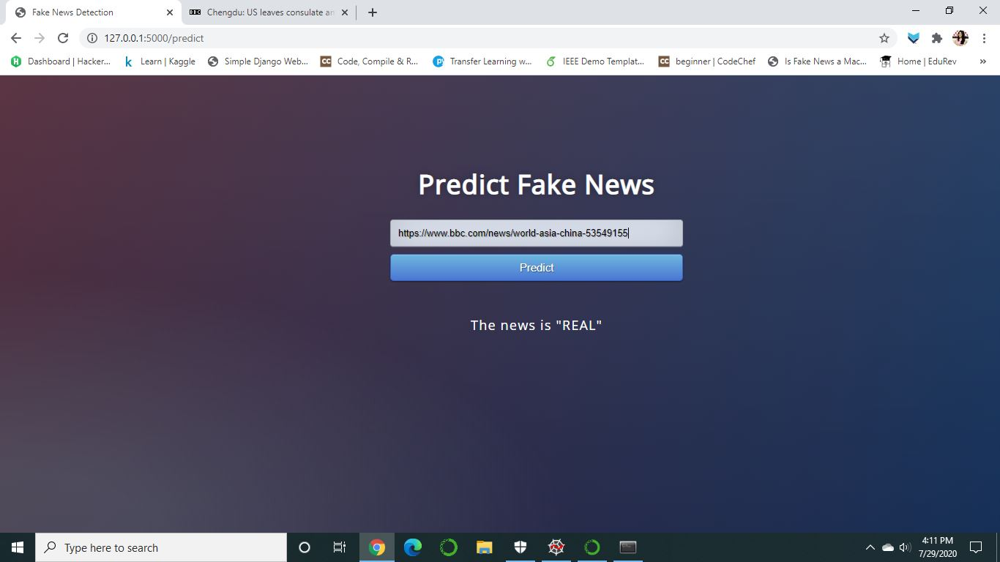 Fake News Detection
Chengdu: US leaves consulate an
127.0.0.1:5000/predict
Dashboard | Hacker...
Learn | Kaggle
Simple Django Web...
CC
Code, Compile & R...
Transfer Learning w...
IEEE Demo Templat...
CC
beginner | CodeChef
Is Fake News a Mac...
Home | EduRev
Predict Fake News
https://www.bbc.com/news/world-asia-china-53549155
Predict
The news is "REAL"
Type here to search
4:11 PM
7/29/2020